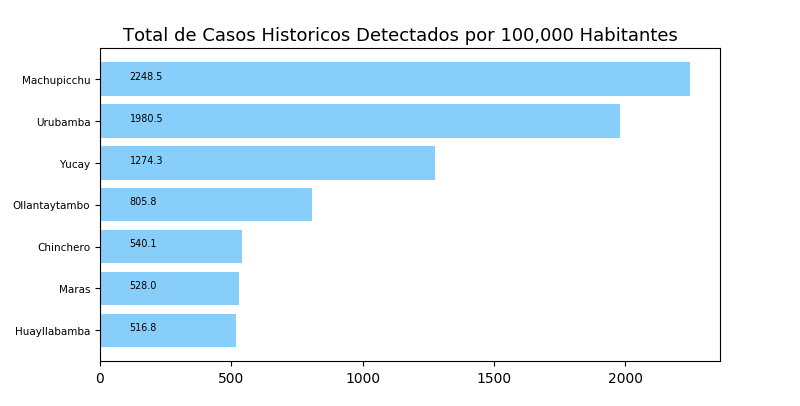 Total de Casos Historicos Detectados por 100,000 Habitantes
Machupicchu 2248.5
Urubamba 1980.5
Yucay 1274.3
Ollantaytambo 805.8
Chinchero 540.1
Maras 528.0
Huayllabamba 516.8
0 500 1000 1500 2000